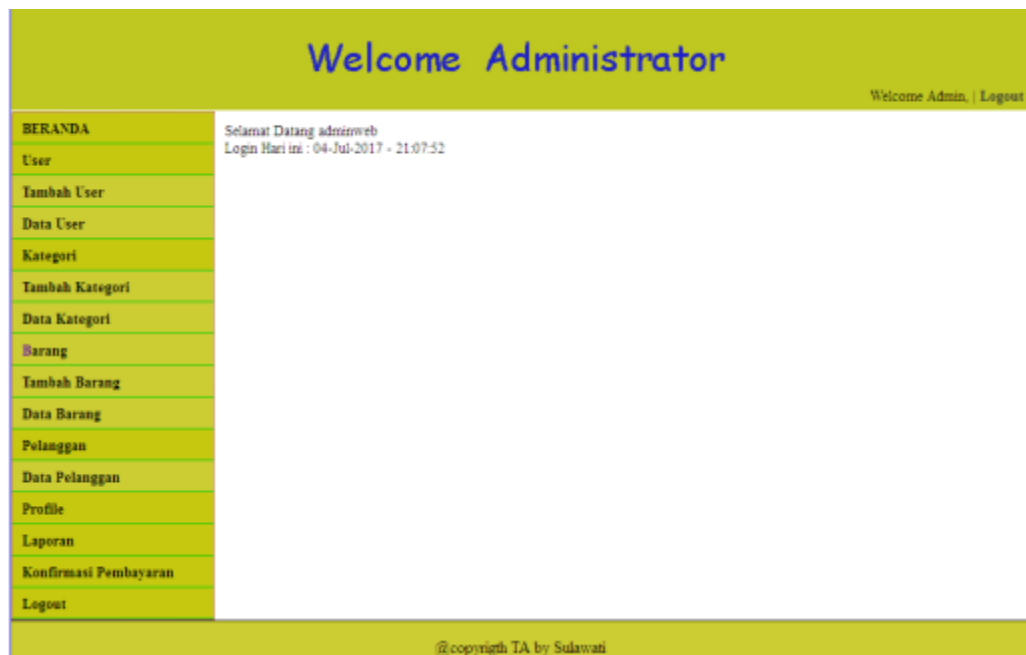 Welcome Administrator
Welcome Admin, | Logout
BERANDA
User
Tambah User
Data User
Kategori
Tambah Kategori
Data Kategori
Barang
Tambah Barang
Data Barang
Pelanggan
Data Pelanggan
Profile
Laporan
Konfirmasi Pembayaran
Logout
Selamat Datang adminweb
Login Hari ini : 04-Jul-2017 - 21:07:52
@copyrigth TA by Sulawati